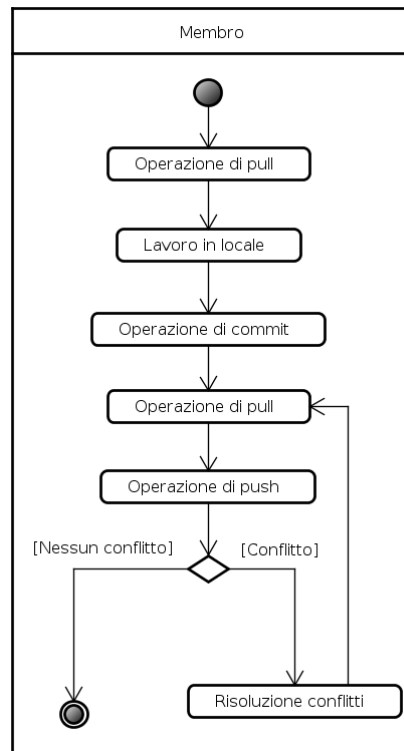 Membro
Operazione di pull
Lavoro in locale
Operazione di commit
Operazione di pull
Operazione di push
[Nessun conflitto]
[Conflitto]
Risoluzione conflitti